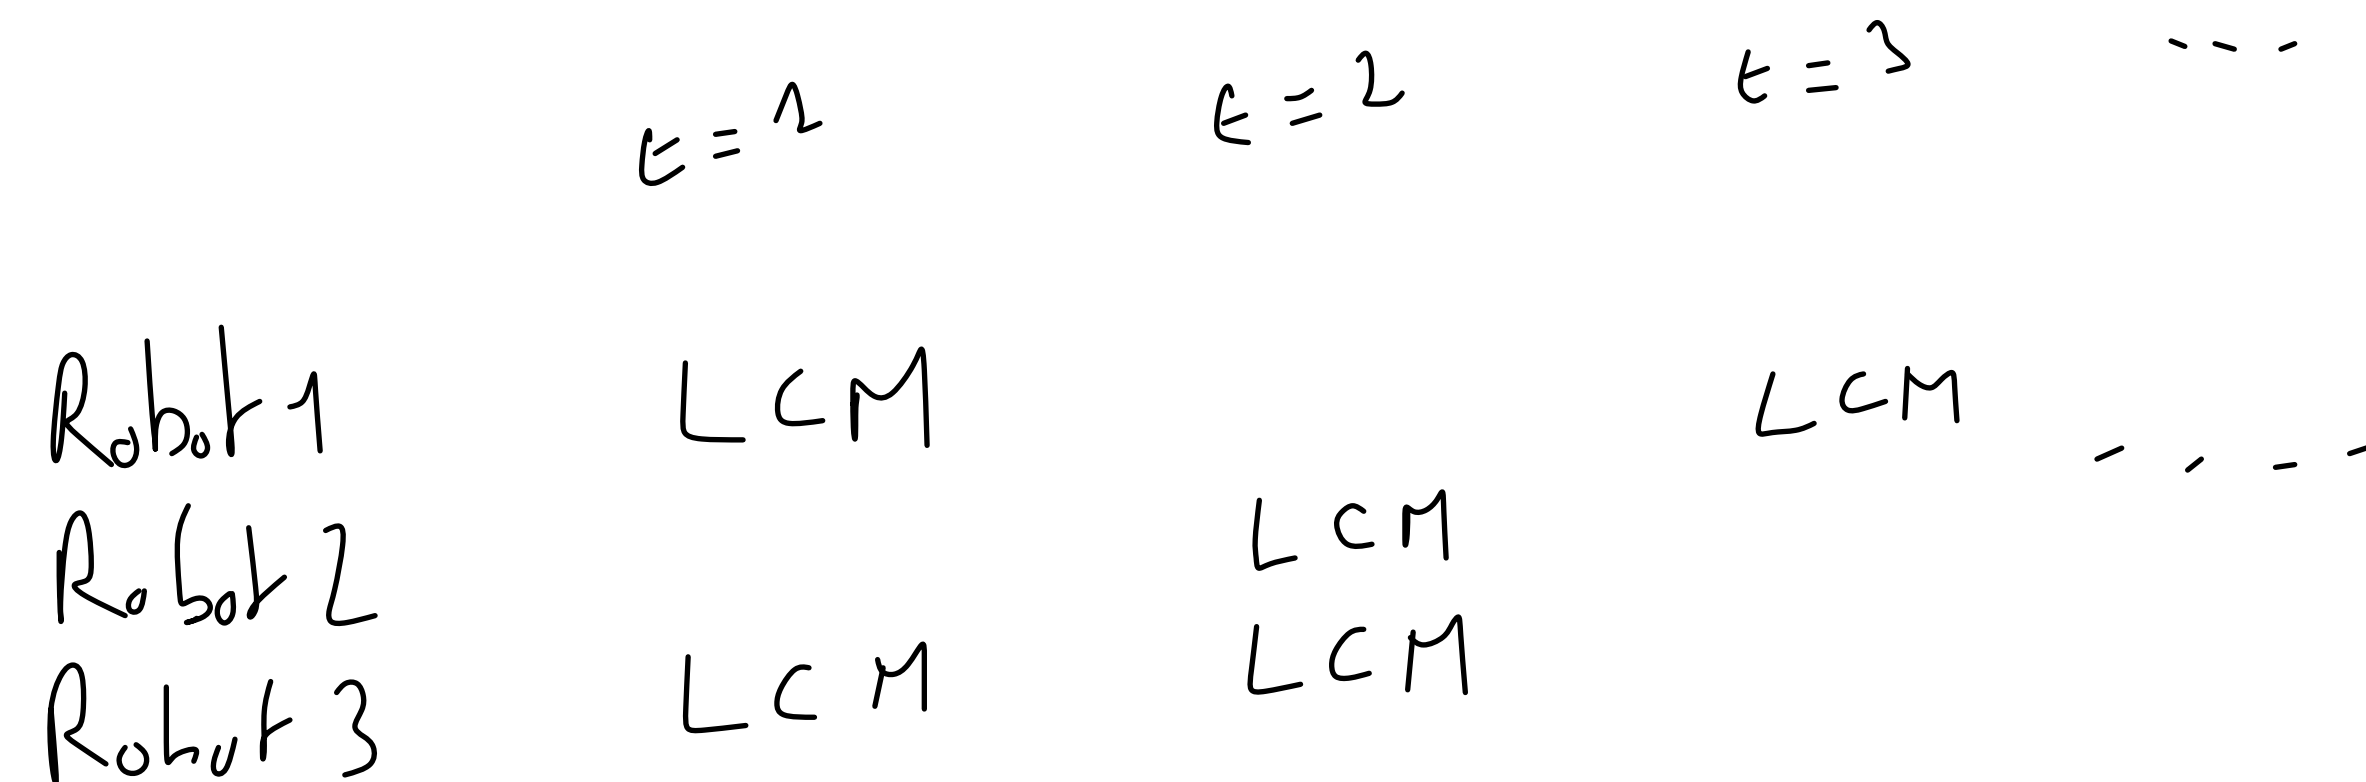 t = 1 t = 2 t = 3 - - -
Robot 1 LCM LCM - - - -
Robot 2 LCM
Robot 3 LCM LCM